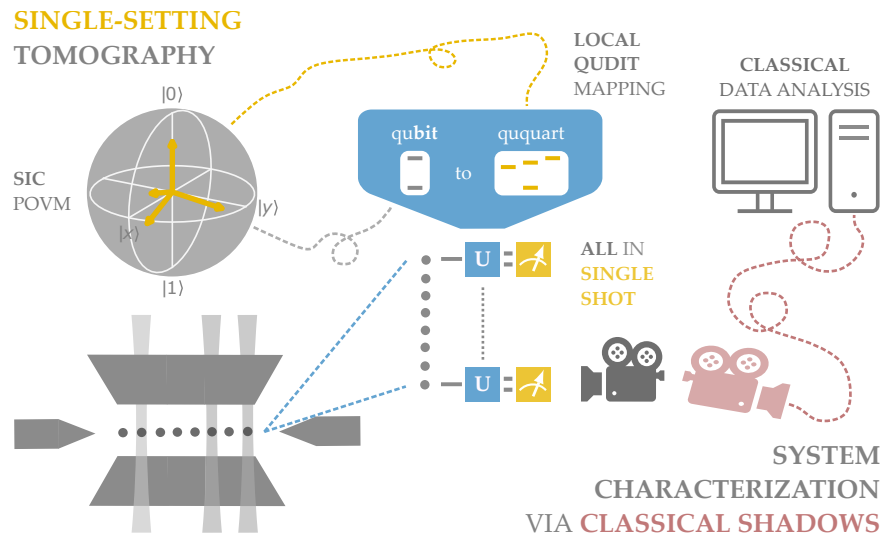 SINGLE-SETTING
TOMOGRAPHY
LOCAL
QUDIT
MAPPING
CLASSICAL
DATA ANALYSIS
|0⟩
qubit
to
ququart
SIC
POVM
|y⟩
|x⟩
|1⟩
U
ALL IN
SINGLE
SHOT
U
SYSTEM
CHARACTERIZATION
VIA CLASSICAL SHADOWS